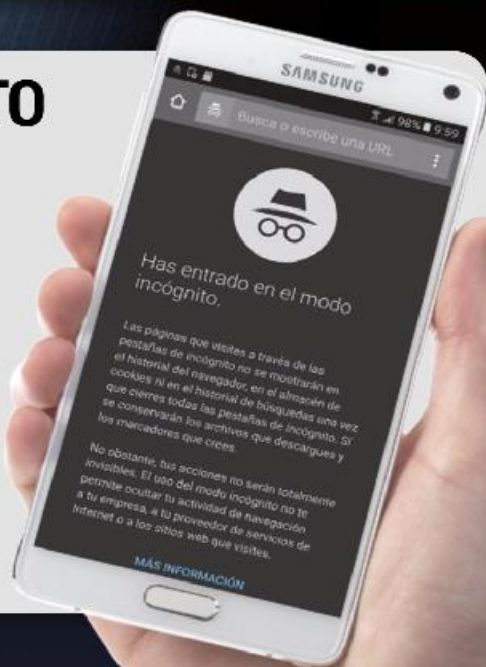 TO
SAMSUNG
98% 9:59
Busca o escribe una URL
Has entrado en el modo
incógnito.
Las páginas que visites a través de las
pestañas de incógnito no se mostrarán en
el historial del navegador, en el almacén de
cookies ni en el historial de búsquedas una vez
que cierres todas las pestañas de incógnito. Sí
se conservarán los archivos que descargues y
los marcadores que crees.
No obstante, tus acciones no serán totalmente
invisibles. El uso del modo incógnito no te
permite ocultar tu actividad de navegación
a tu empresa, a tu proveedor de servicios de
Internet o a los sitios web que visites.
MÁS INFORMACIÓN